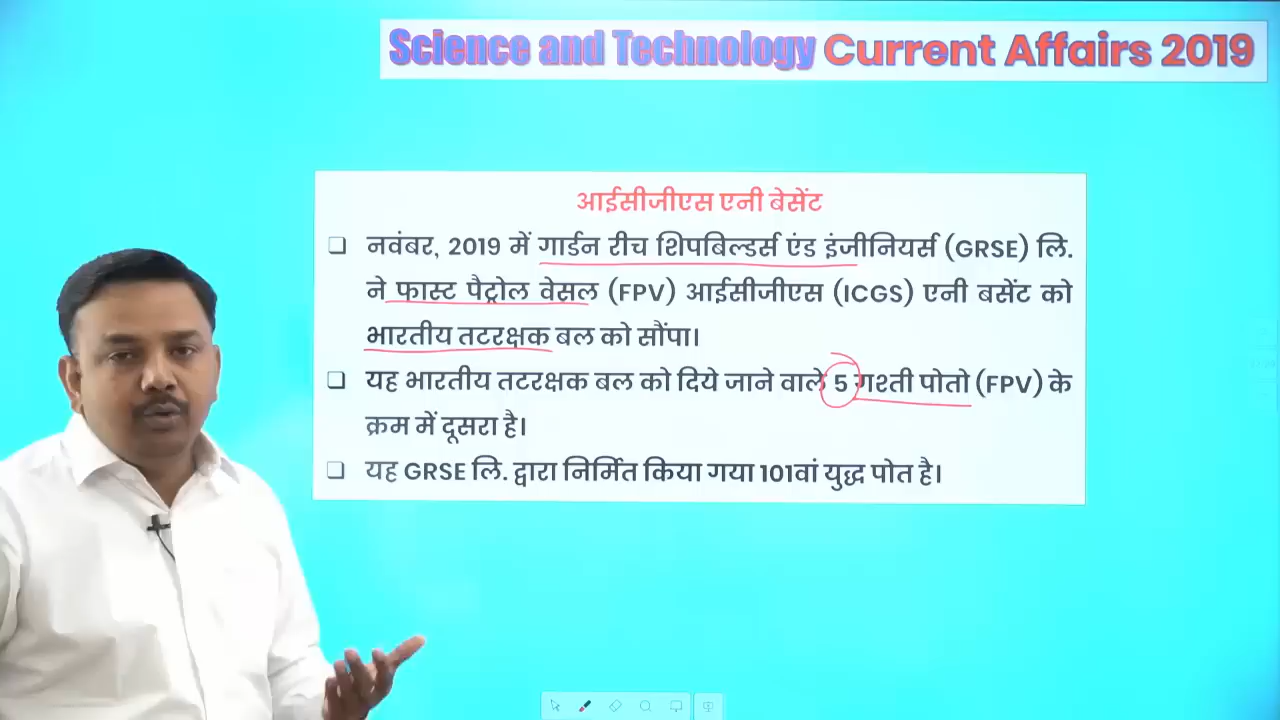 Science and Technology Current Affairs 2019
आईसीजीएस एनी बेसेंट
❑ नवंबर, 2019 में गार्डन रीच शिपबिल्डर्स एंड इंजीनियर्स (GRSE) लि.
ने फास्ट पैट्रोल वेसल (FPV) आईसीजीएस (ICGS) एनी बसेंट को
भारतीय तटरक्षक बल को सौंपा।
❑ यह भारतीय तटरक्षक बल को दिये जाने वाले 5 गश्ती पोतो (FPV) के
क्रम में दूसरा है।
❑ यह GRSE लि. द्वारा निर्मित किया गया 101वां युद्ध पोत है।